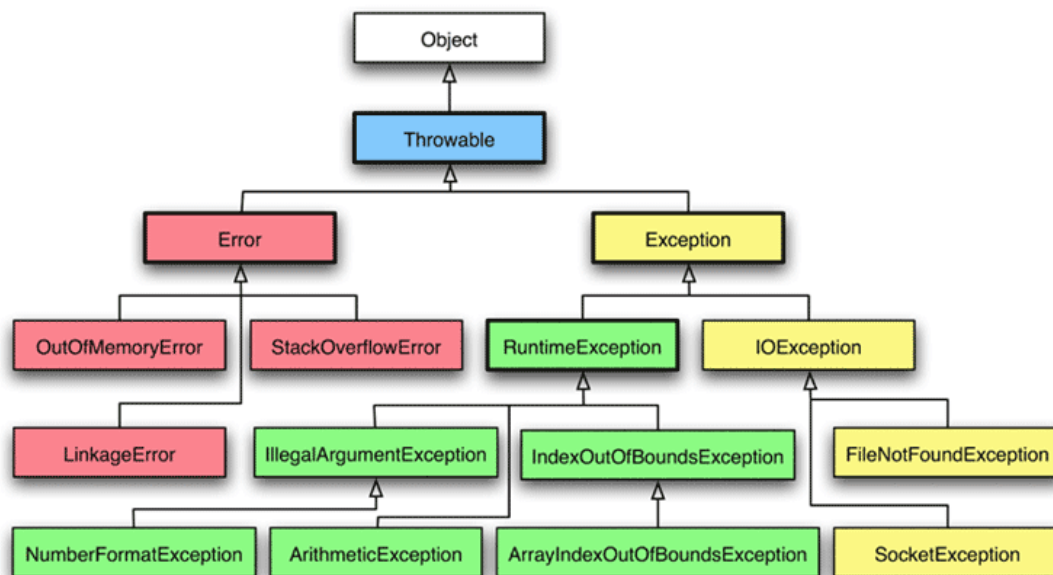 Object
Throwable
Error
Exception
OutOfMemoryError
StackOverflowError
RuntimeException
IOException
LinkageError
IllegalArgumentException
IndexOutOfBoundsException
FileNotFoundException
NumberFormatException
ArithmeticException
ArrayIndexOutOfBoundsException
SocketException